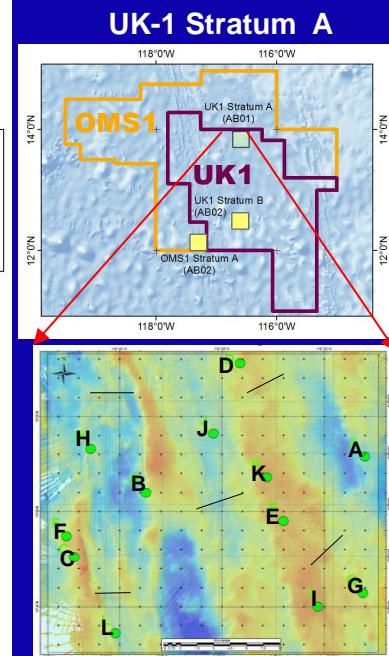 UK-1 Stratum A
118°0'W
116°0'W
UK1 Stratum A
(AB01)
14°0'N
14°0'N
OMS1
UK1
UK1 Stratum B
(AB02)
12°0'N
12°0'N
OMS1 Stratum A
(AB02)
118°0'W
116°0'W
D
J
H
A
K
B
E
F
C
G
I
L